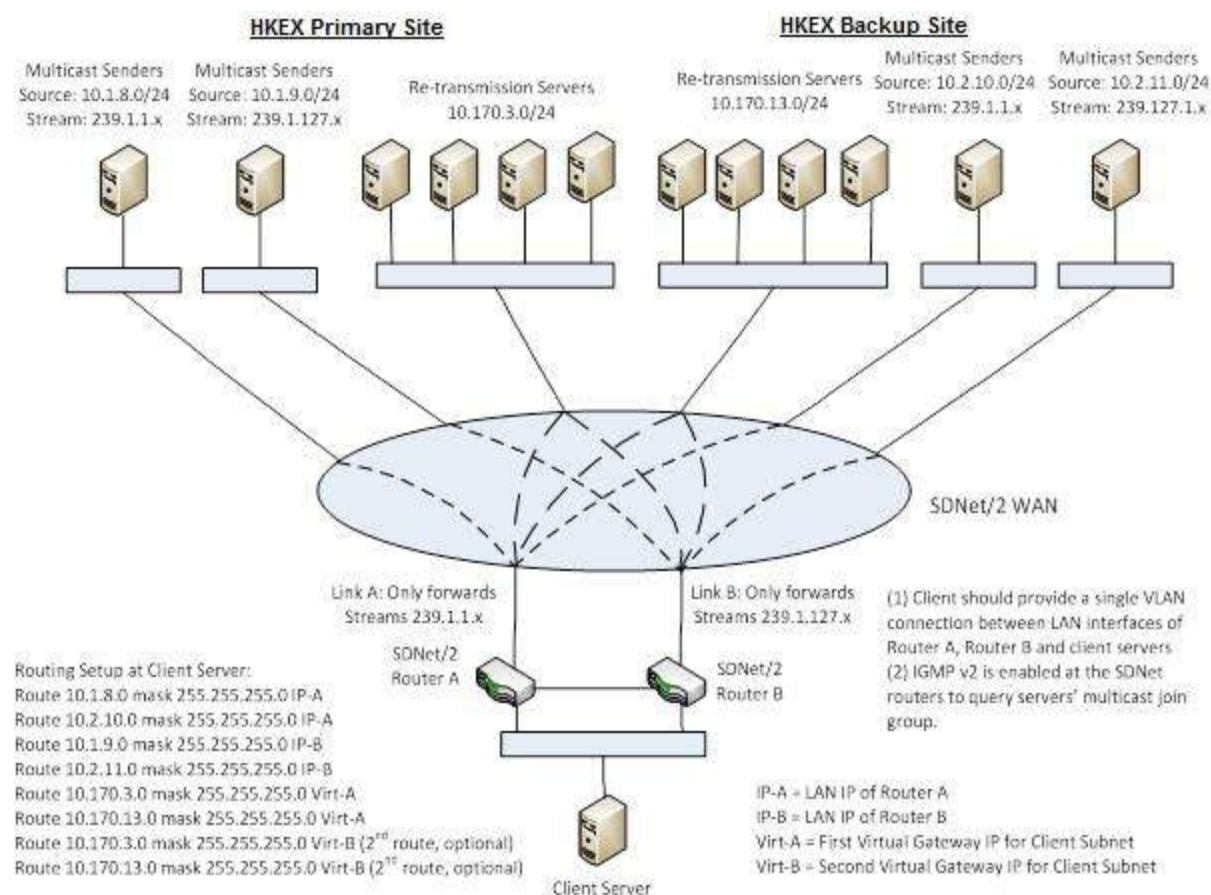 HKEX Primary Site
HKEX Backup Site
Multicast Senders
Source: 10.1.8.0/24
Stream: 239.1.1.x
Multicast Senders
Source: 10.1.9.0/24
Stream: 239.1.127.x
Re-transmission Servers
10.170.3.0/24
Re-transmission Servers
10.170.13.0/24
Multicast Senders
Source: 10.2.10.0/24
Stream: 239.1.1.x
Multicast Senders
Source: 10.2.11.0/24
Stream: 239.127.1.x
SDNet/2 WAN
Link A: Only forwards
Streams 239.1.1.x
Link B: Only forwards
Streams 239.1.127.x
(1) Client should provide a single VLAN
connection between LAN interfaces of
Router A, Router B and client servers
(2) IGMP v2 is enabled at the SDNet
routers to query servers' multicast join
group.
SDNet/2
Router A
SDNet/2
Router B
Routing Setup at Client Server:
Route 10.1.8.0 mask 255.255.255.0 IP-A
Route 10.2.10.0 mask 255.255.255.0 IP-A
Route 10.1.9.0 mask 255.255.255.0 IP-B
Route 10.2.11.0 mask 255.255.255.0 IP-B
Route 10.170.3.0 mask 255.255.255.0 Virt-A
Route 10.170.13.0 mask 255.255.255.0 Virt-A
Route 10.170.3.0 mask 255.255.255.0 Virt-B (2nd route, optional)
Route 10.170.13.0 mask 255.255.255.0 Virt-B (2nd route, optional)
Client Server
IP-A = LAN IP of Router A
IP-B = LAN IP of Router B
Virt-A = First Virtual Gateway IP for Client Subnet
Virt-B = Second Virtual Gateway IP for Client Subnet